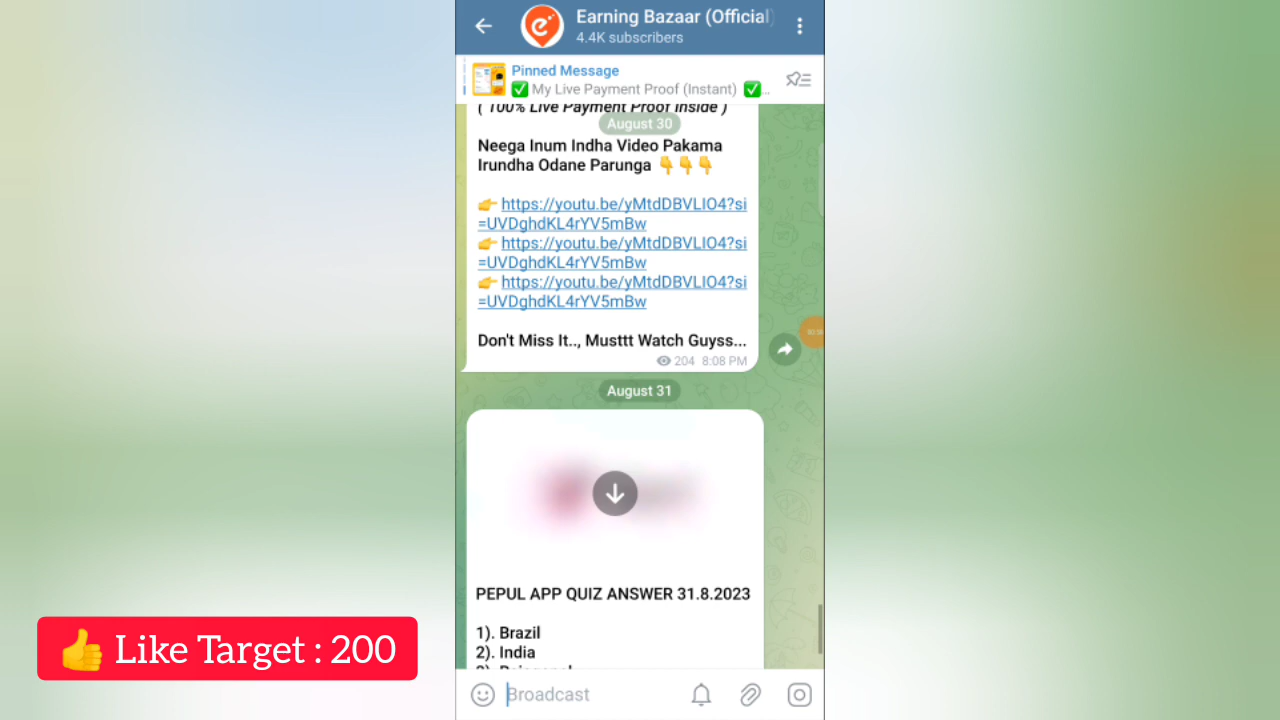 Earning Bazaar (Official)
4.4K subscribers
Pinned Message
✅ My Live Payment Proof (Instant) ✅...
( 100% Live Payment Proof Inside )
August 30
Neega Inum Indha Video Pakama
Irundha Odane Parunga 👇👇👇
👉 https://youtu.be/yMtdDBVLIO4?si
=UVDghdKL4rYV5mBw
👉 https://youtu.be/yMtdDBVLIO4?si
=UVDghdKL4rYV5mBw
👉 https://youtu.be/yMtdDBVLIO4?si
=UVDghdKL4rYV5mBw
Don't Miss It.., Musttt Watch Guyss...
204 8:08 PM
August 31
PEPUL APP QUIZ ANSWER 31.8.2023
1). Brazil
2). India
👍 Like Target : 200
Broadcast